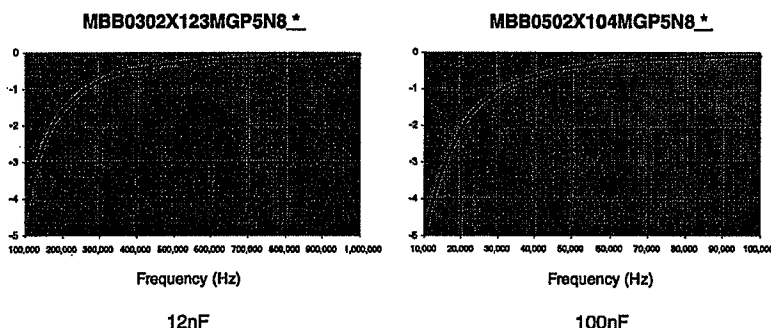 MBB0302X123MGP5N8_*_
MBB0502X104MGP5N8_*_
0
-1
-2
-3
-4
-5
100,000 200,000 300,000 400,000 500,000 600,000 700,000 800,000 900,000 1,000,000
Frequency (Hz)
12nF
0
-1
-2
-3
-4
-5
10,000 20,000 30,000 40,000 50,000 60,000 70,000 80,000 90,000 100,000
Frequency (Hz)
100nF